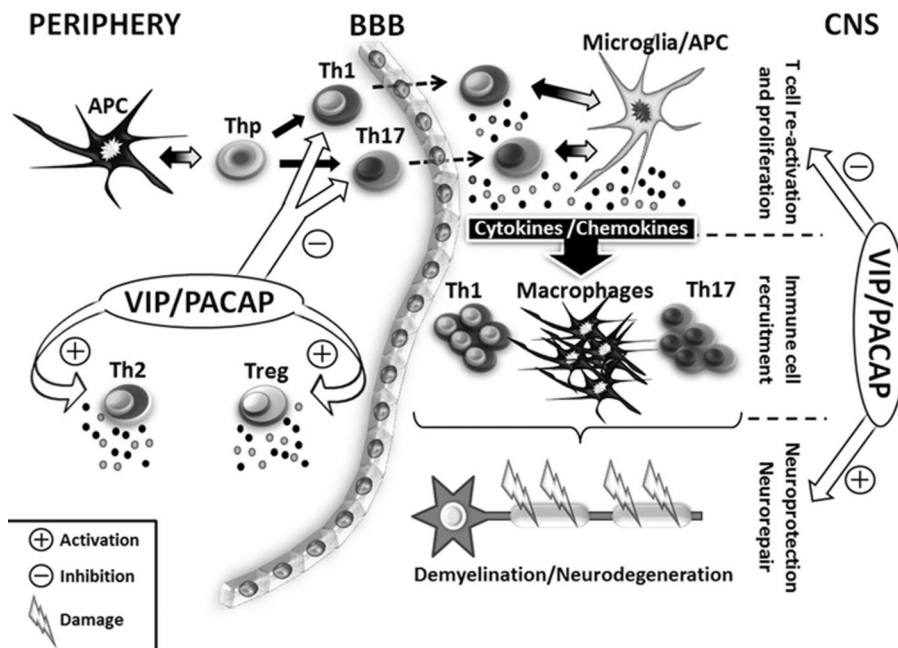 PERIPHERY
BBB
CNS
Microglia/APC
Th1
APC
Thp
Th17
T cell re-activation
and proliferation
Cytokines/Chemokines
VIP/PACAP
Th1
Macrophages
Th17
Immune cell
recruitment
VIP/PACAP
Th2
Treg
Neuroprotection
Neurorepair
Demyelination/Neurodegeneration
Activation
Inhibition
Damage